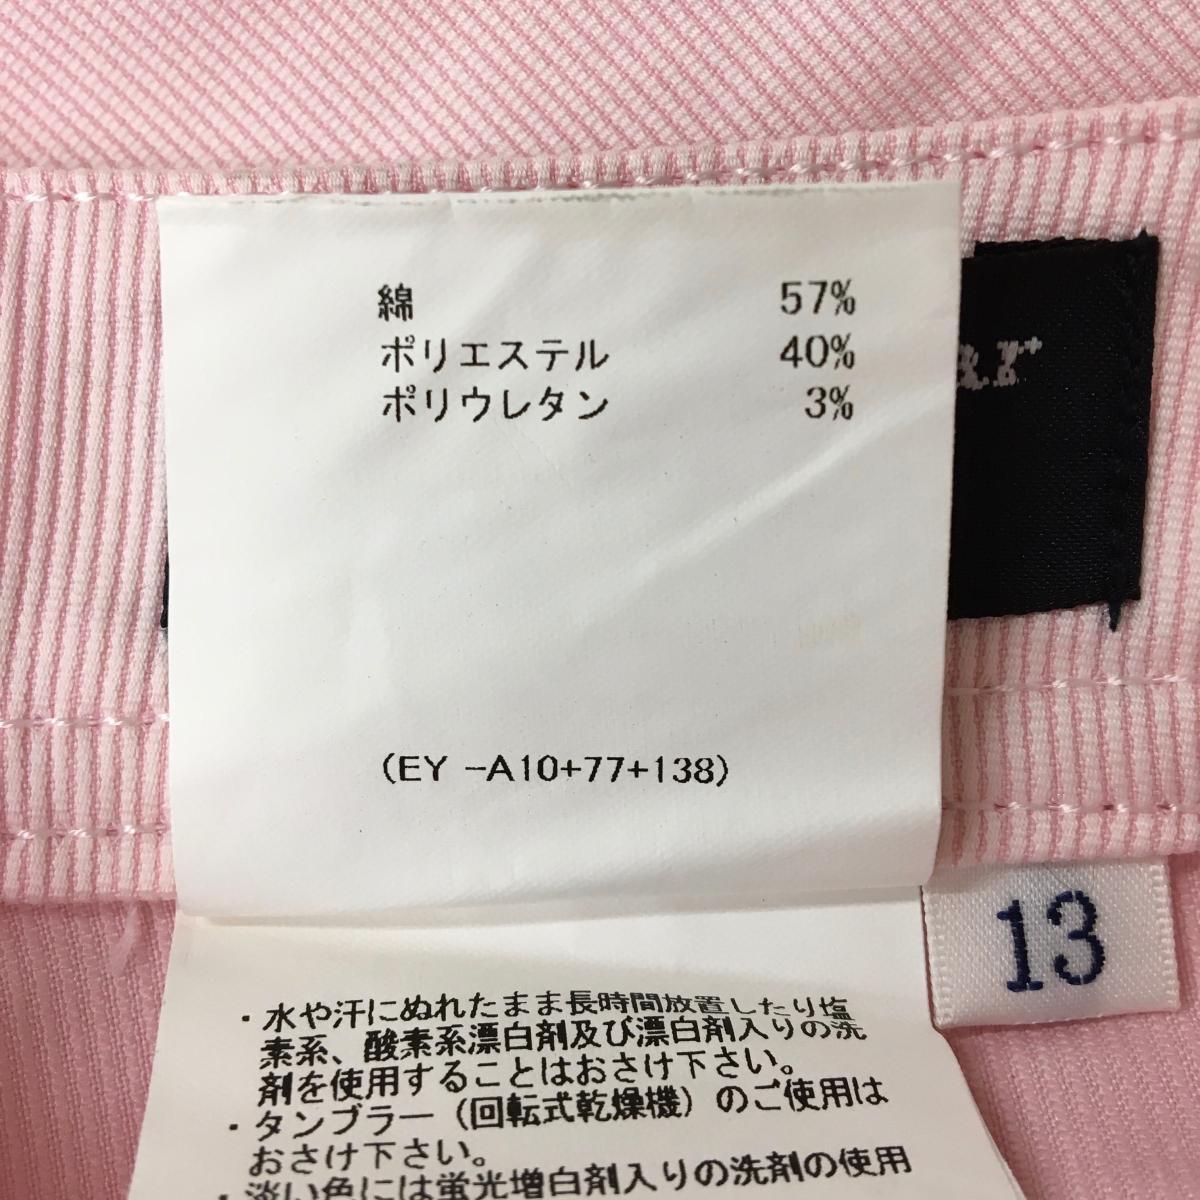 綿 57%
ポリエステル 40%
ポリウレタン 3%
(EY -A10+77+138)
13
・水や汗にぬれたまま長時間放置したり塩
素系、酸素系漂白剤及び漂白剤入りの洗
剤を使用することはおさけ下さい。
・タンブラー(回転式乾燥機)のご使用は
おさけ下さい。
・淡い色には蛍光増白剤入りの洗剤の使用